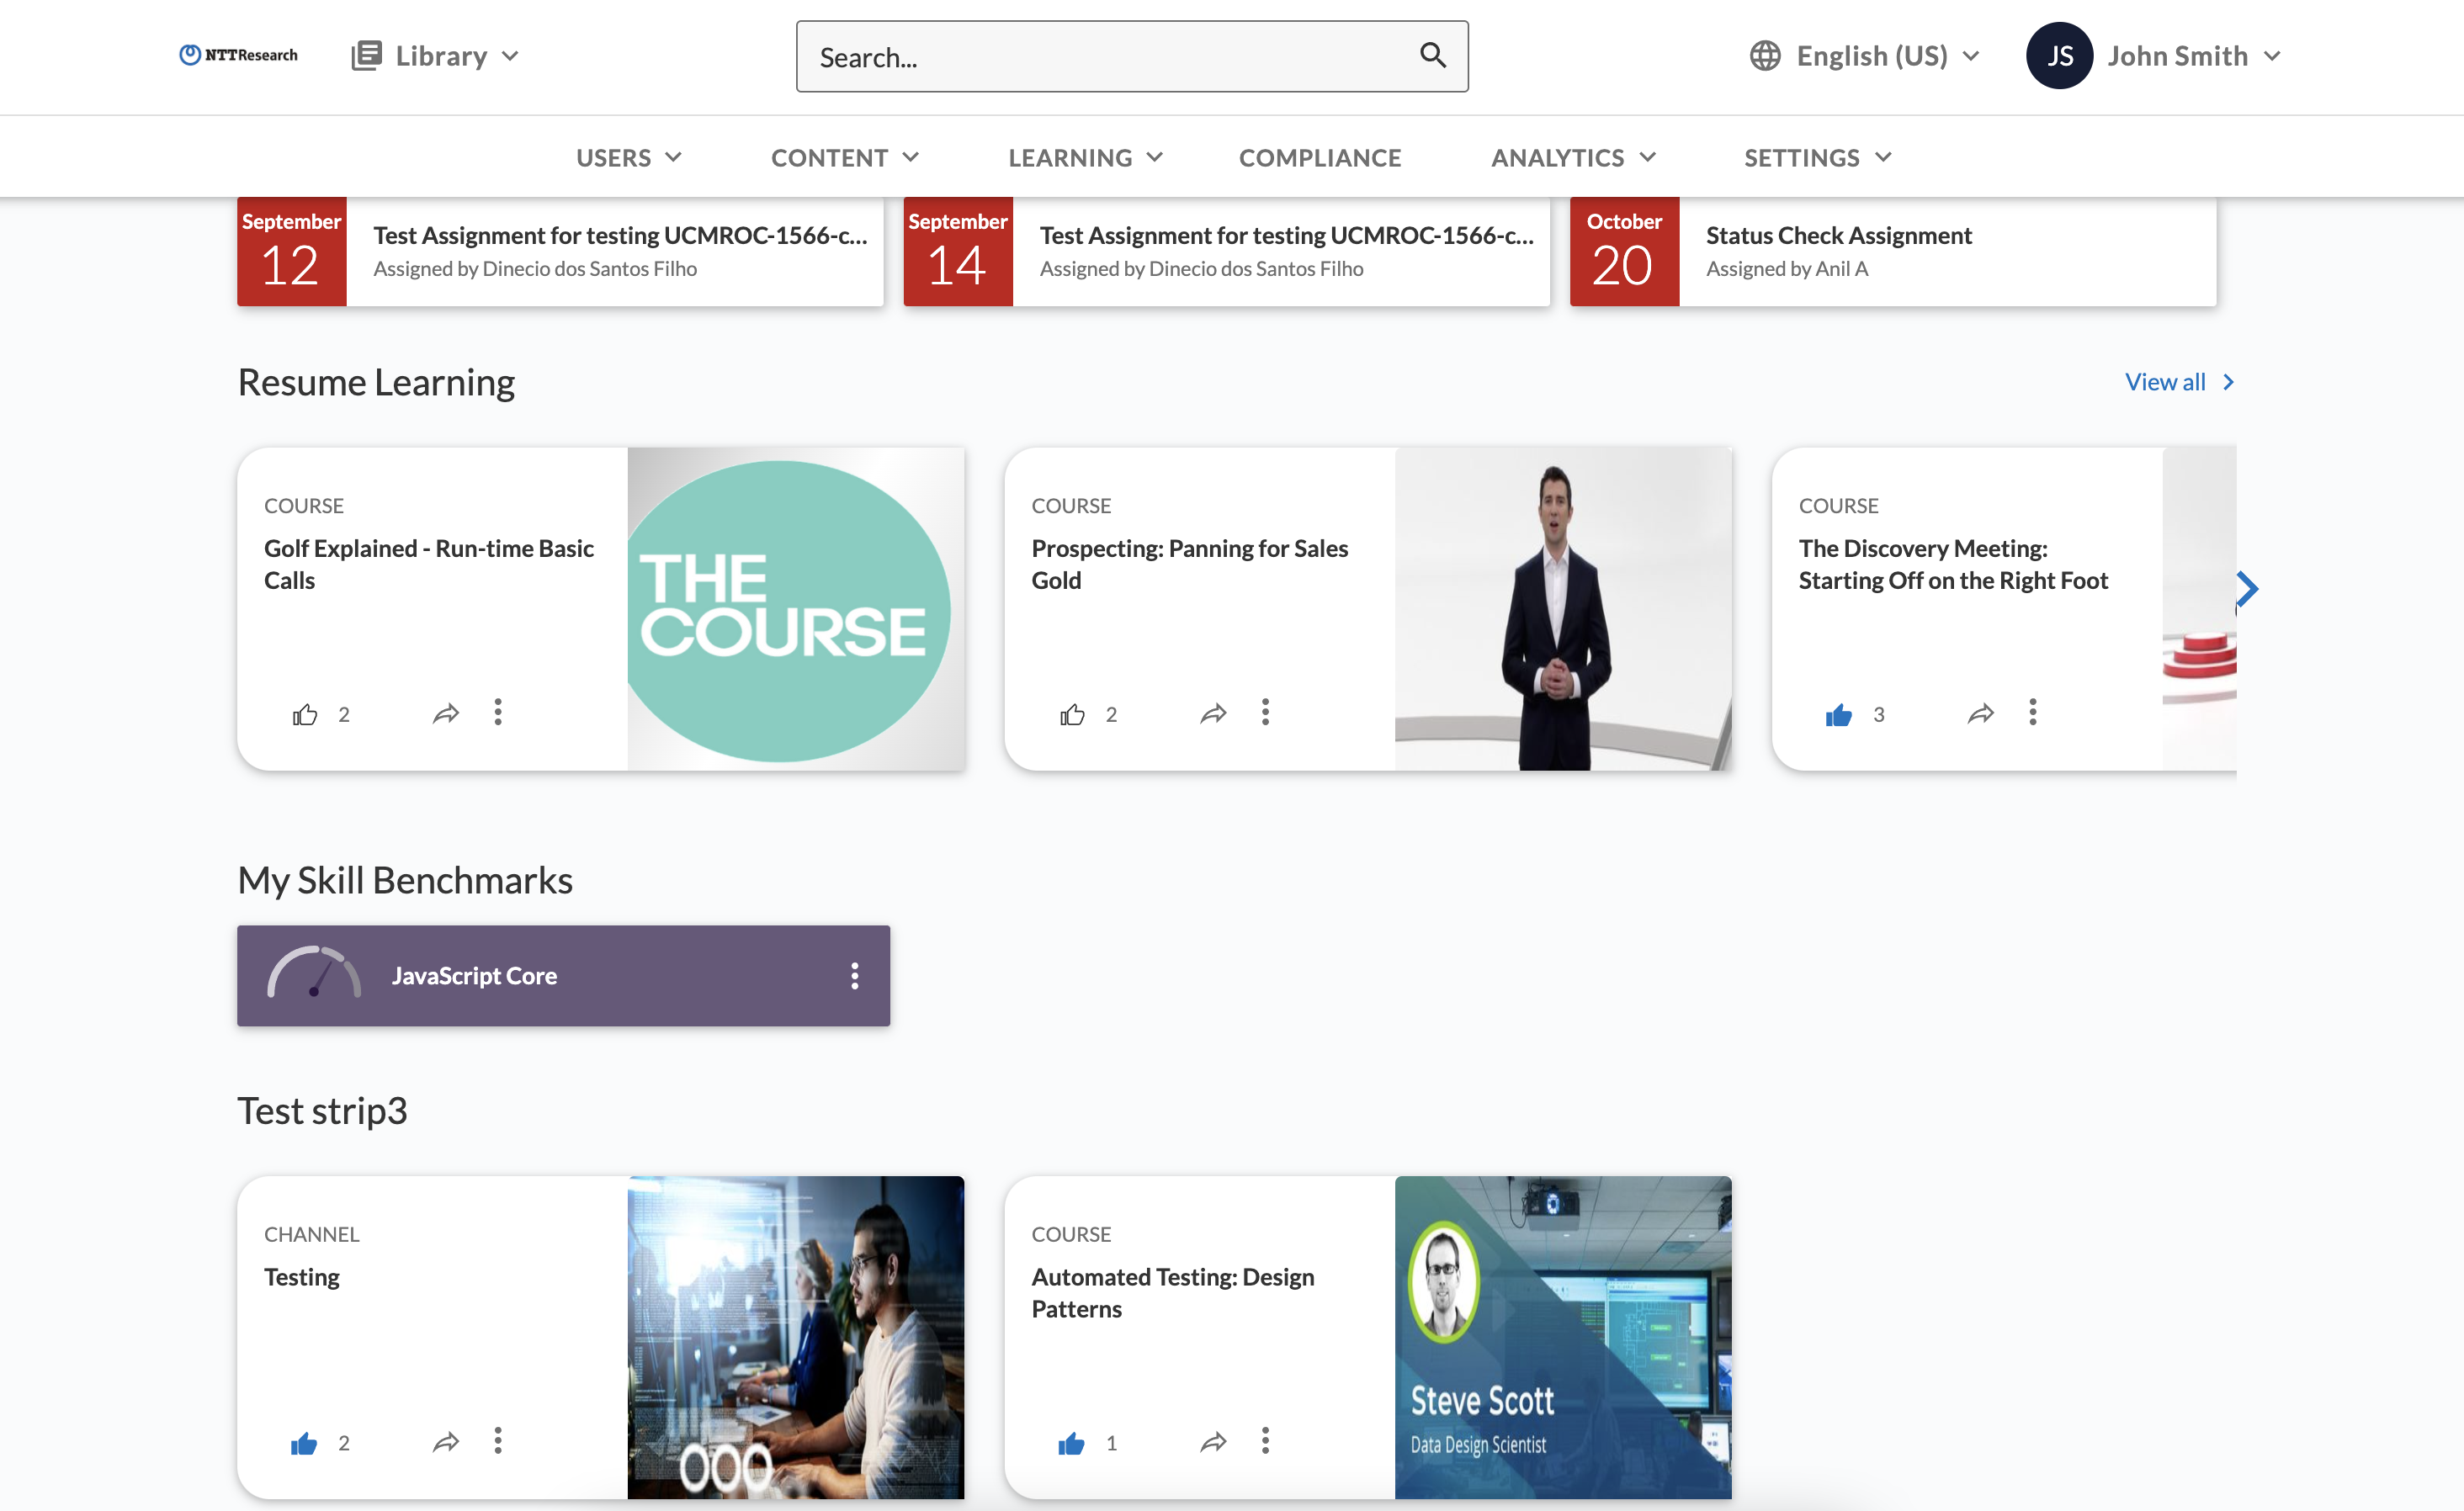 NTTResearch
Library
Search...
English (US)
JS
John Smith
USERS
CONTENT
LEARNING
COMPLIANCE
ANALYTICS
SETTINGS
September
12
Test Assignment for testing UCMROC-1566-c...
Assigned by Dinecio dos Santos Filho
September
14
Test Assignment for testing UCMROC-1566-c...
Assigned by Dinecio dos Santos Filho
October
20
Status Check Assignment
Assigned by Anil A
Resume Learning
View all
COURSE
Golf Explained - Run-time Basic
Calls
2
THE
COURSE
COURSE
Prospecting: Panning for Sales
Gold
2
COURSE
The Discovery Meeting:
Starting Off on the Right Foot
3
My Skill Benchmarks
JavaScript Core
Test strip3
CHANNEL
Testing
2
COURSE
Automated Testing: Design
Patterns
1
Steve Scott
Data Design Scientist